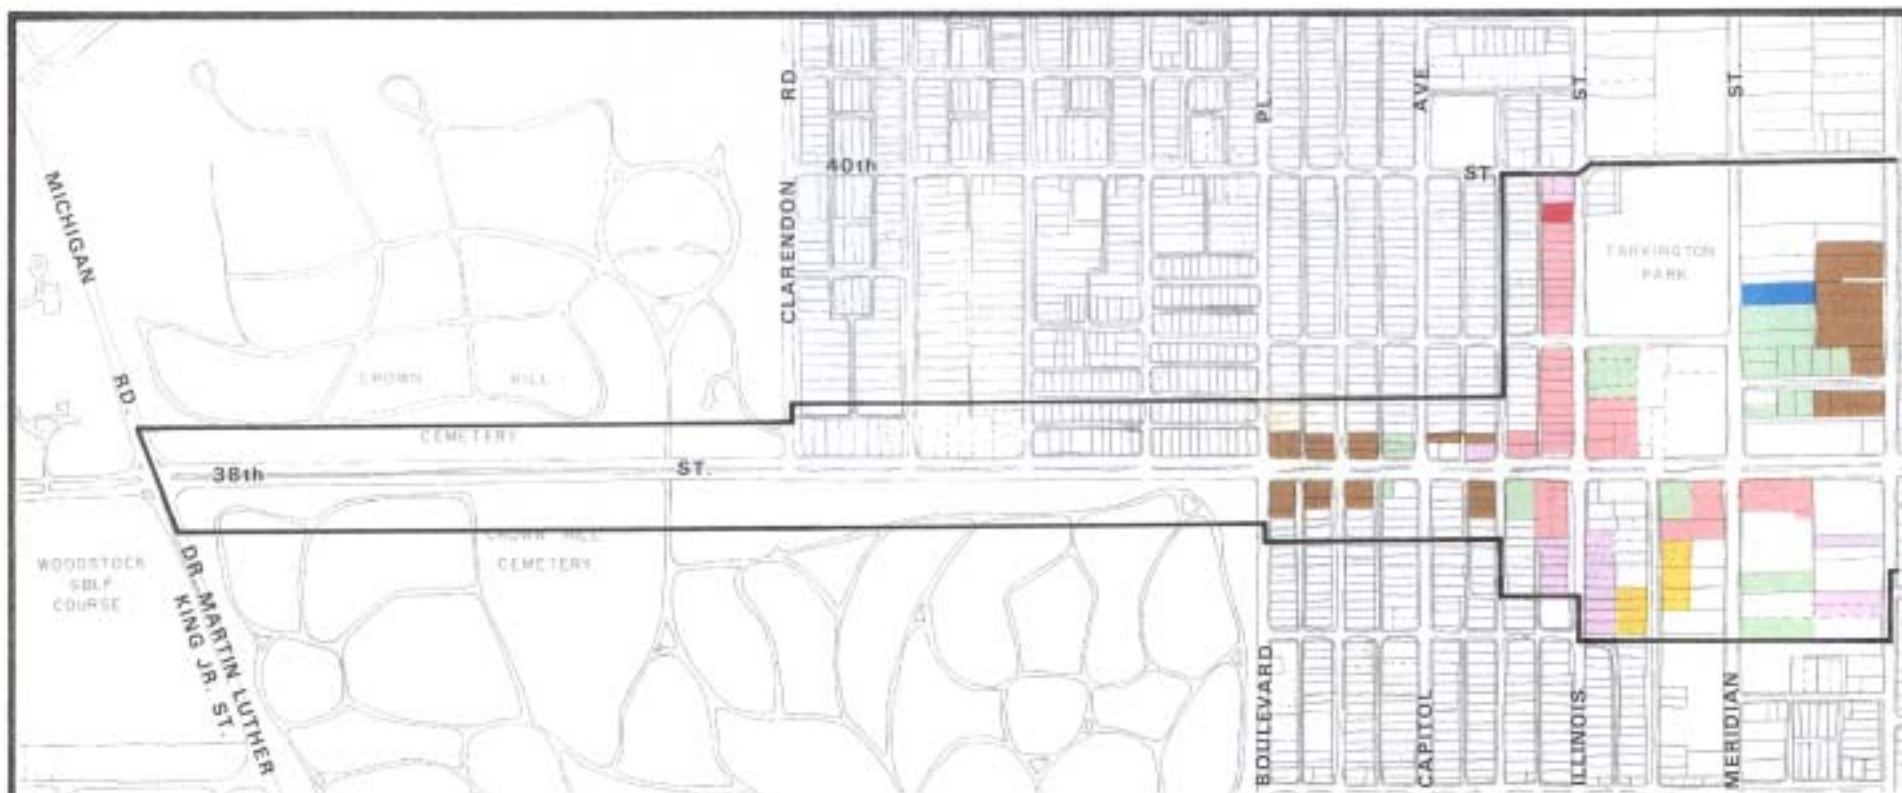 RD.
PL.
AVE.
ST.
ST.
40th
ST.
MICHIGAN
RD.
CLARENDON
TARKINGTON
PARK
CROWN
HILL
CEMETERY
38th
ST.
CROWN HILL
CEMETERY
WOODSTOCK
GOLF
COURSE
DR. MARTIN LUTHER
KING JR. ST.
BOULEVARD
CAPITOL
ILLINOIS
MERIDIAN